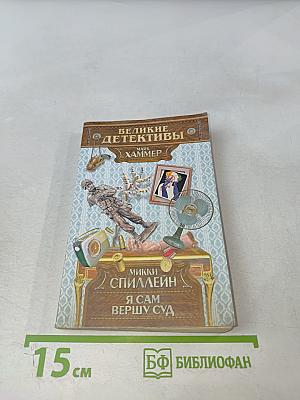 ВЕЛИКИЕ
ДЕТЕКТИВЫ
МАЙК
ХАММЕР
МИККИ
СПИЛЛЕЙН
Я САМ
ВЕРШУ СУД
15 см
БФ БИБЛИОФАН